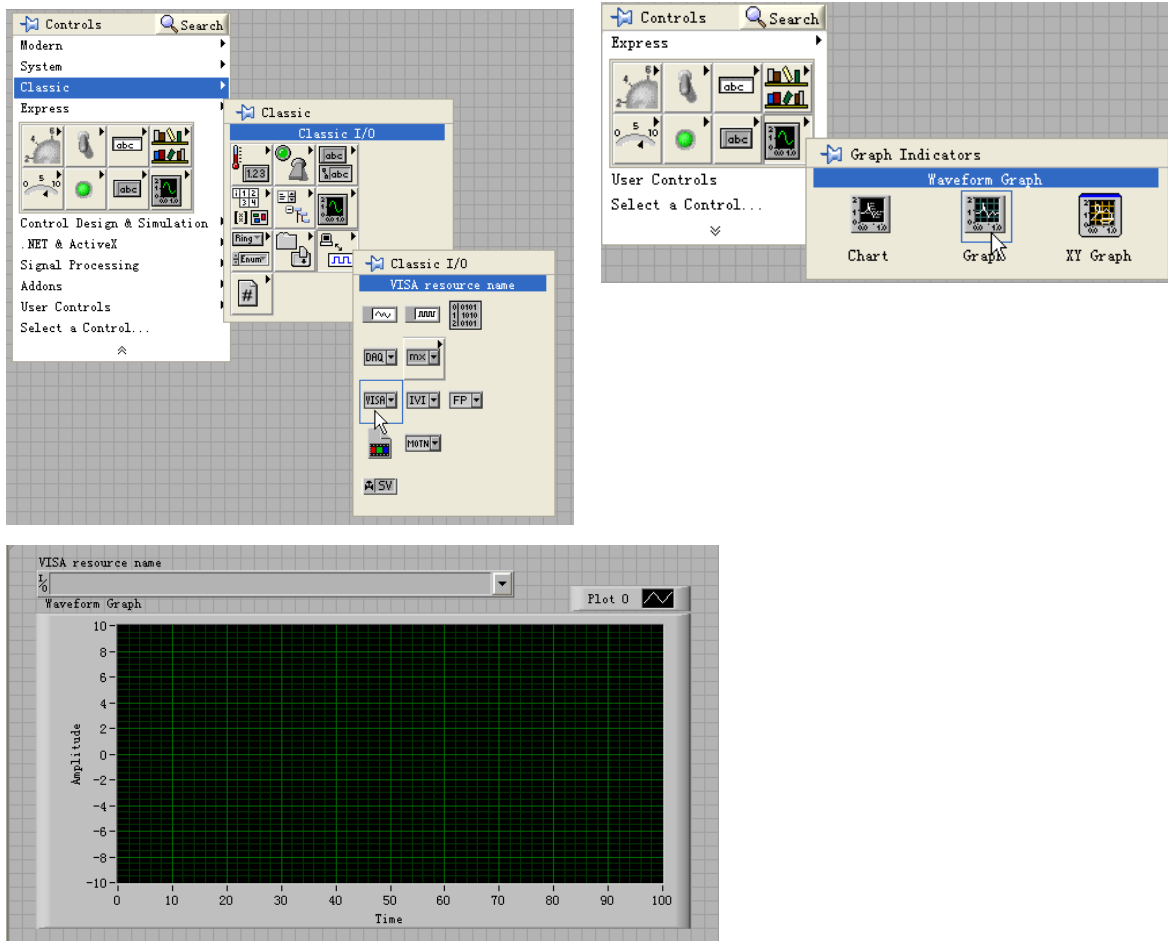 Controls Search
Modern
System
Classic
Express
Control Design & Simulation
.NET & ActiveX
Signal Processing
Addons
User Controls
Select a Control...
Classic
Classic I/O
abc
1.23
abc
abc
Ring
Enum
#
Classic I/O
VISA resource name
DAQ mx
VISA IVI FP
MOTN
SV
Controls Search
Express
abc
abc
User Controls
Select a Control...
Graph Indicators
Waveform Graph
Chart Graph XY Graph
VISA resource name
Waveform Graph
Plot 0
10
8
6
4
2
0
-2
-4
-6
-8
-10
Amplitude
0 10 20 30 40 50 60 70 80 90 100
Time